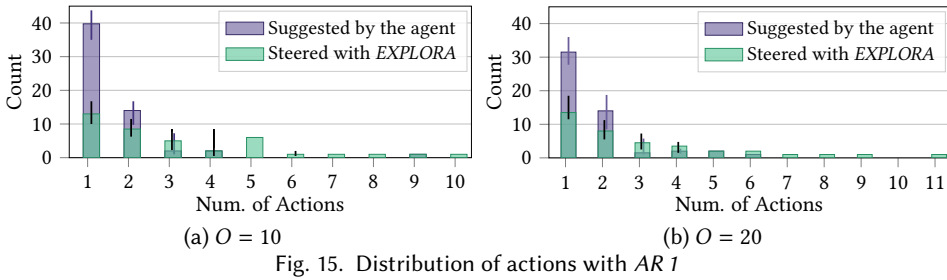 Count
40
30
20
10
0
Suggested by the agent
Steered with EXPLORA
1 2 3 4 5 6 7 8 9 10
Num. of Actions
(a) O = 10
Count
40
30
20
10
0
Suggested by the agent
Steered with EXPLORA
1 2 3 4 5 6 7 8 9 10 11
Num. of Actions
(b) O = 20
Fig. 15. Distribution of actions with AR 1